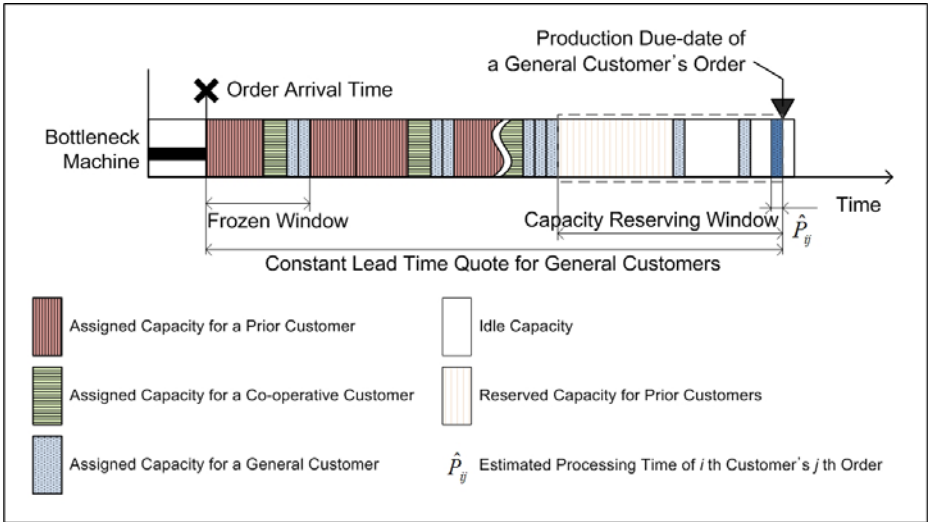 Production Due-date of
a General Customer's Order
Order Arrival Time
Bottleneck
Machine
Time
Frozen Window
Capacity Reserving Window
P̂ij
Constant Lead Time Quote for General Customers
Assigned Capacity for a Prior Customer
Idle Capacity
Assigned Capacity for a Co-operative Customer
Reserved Capacity for Prior Customers
Assigned Capacity for a General Customer
P̂ij Estimated Processing Time of i th Customer's j th Order